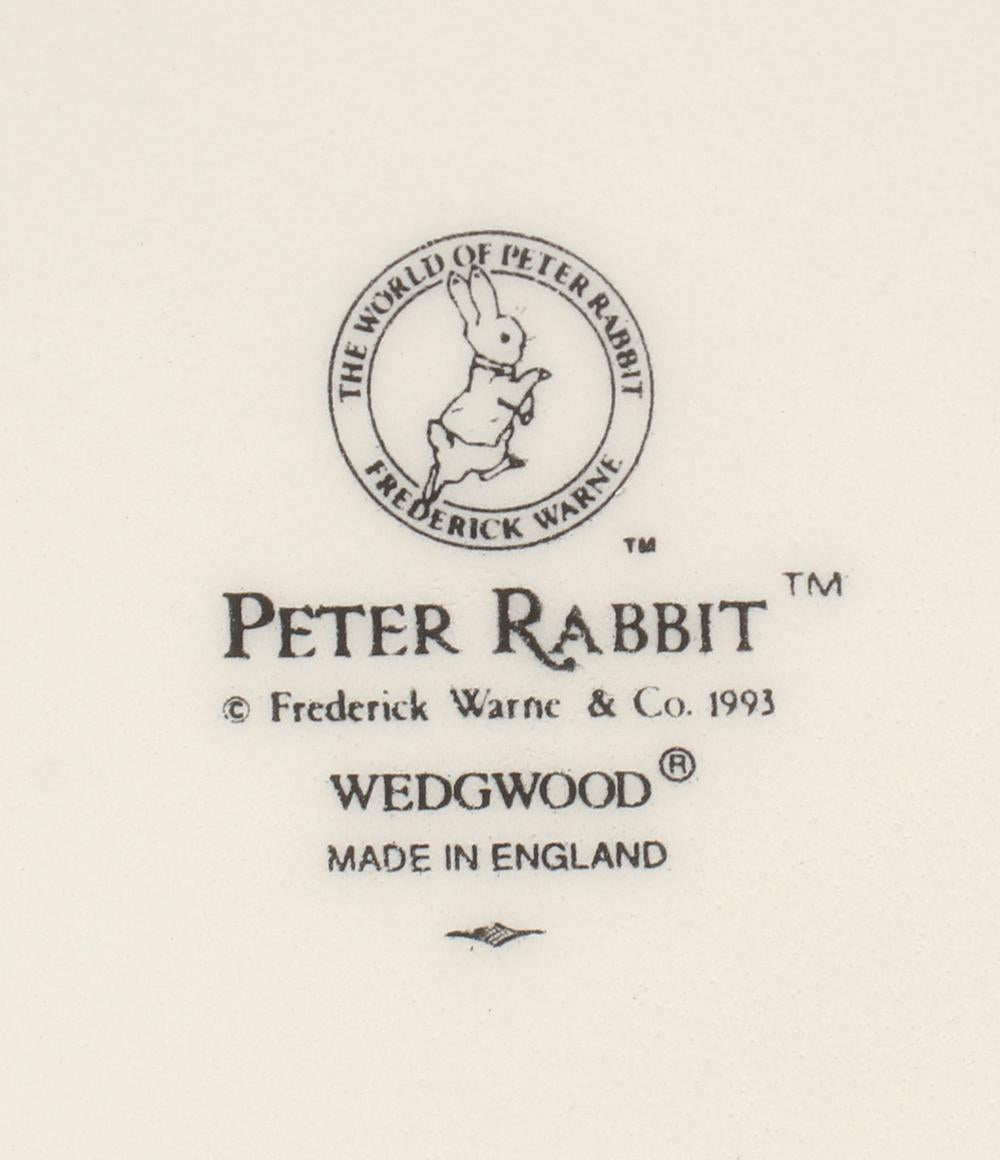 THE WORLD OF PETER RABBIT
FREDERICK WARNE
TM
PETER RABBIT TM
© Frederick Warne & Co. 1993
WEDGWOOD®
MADE IN ENGLAND